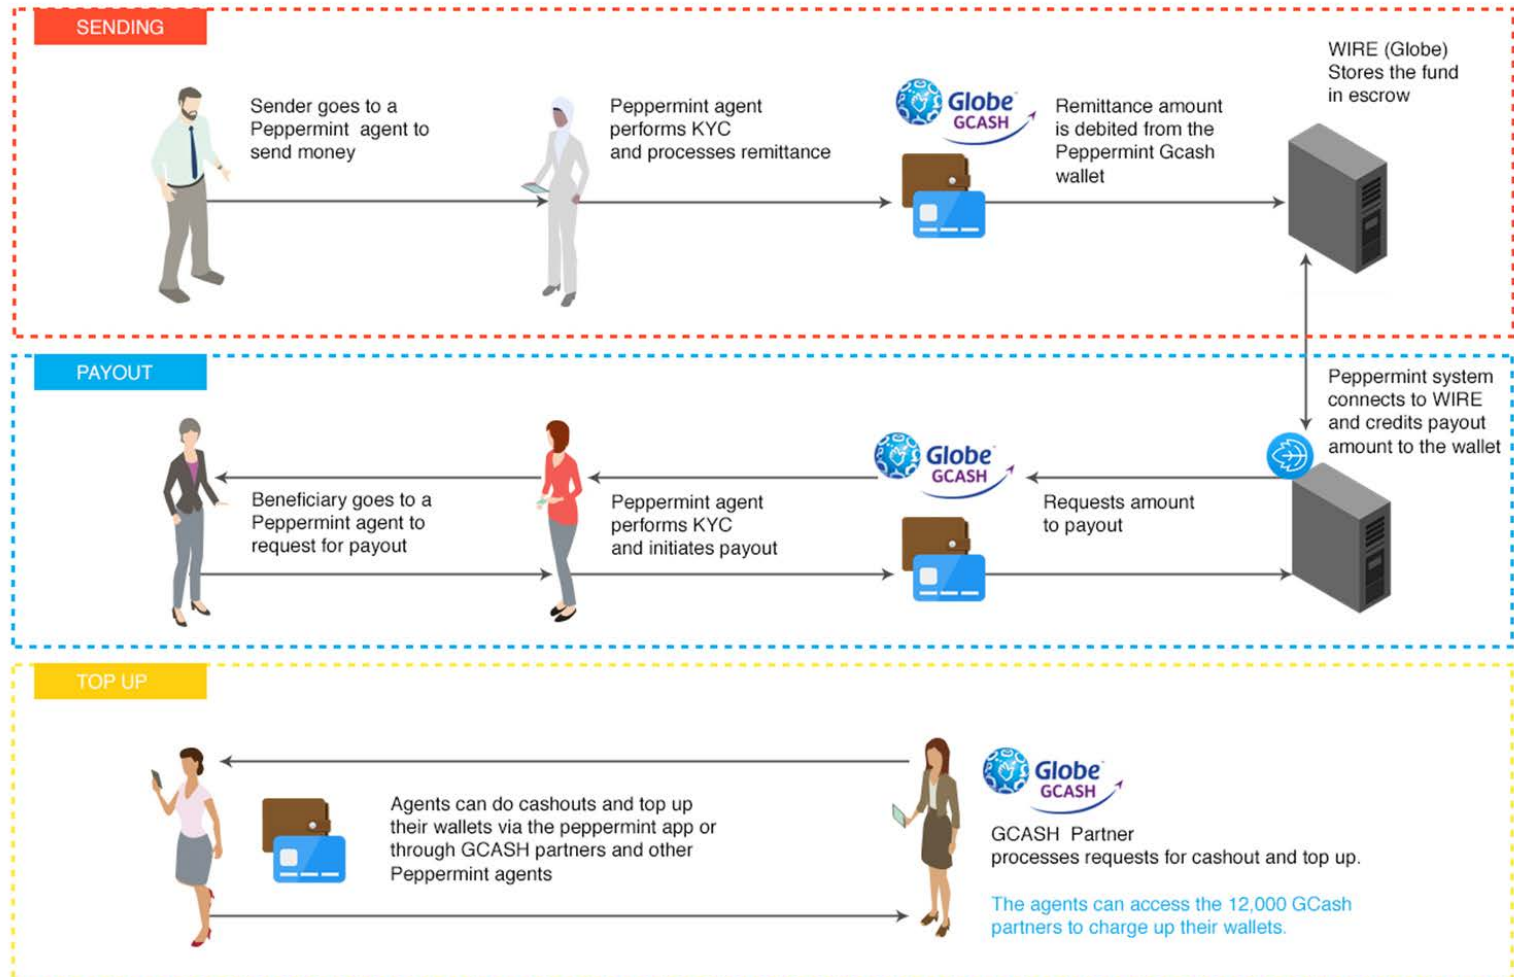 SENDING
Sender goes to a
Peppermint agent to
send money
Peppermint agent
performs KYC
and processes remittance
Globe
GCASH
Remittance amount
is debited from the
Peppermint Gcash
wallet
WIRE (Globe)
Stores the fund
in escrow
PAYOUT
Beneficiary goes to a
Peppermint agent to
request for payout
Peppermint agent
performs KYC
and initiates payout
Globe
GCASH
Requests amount
to payout
Peppermint system
connects to WIRE
and credits payout
amount to the wallet
TOP UP
Agents can do cashouts and top up
their wallets via the peppermint app or
through GCASH partners and other
Peppermint agents
Globe
GCASH
GCASH Partner
processes requests for cashout and top up.
The agents can access the 12,000 GCash
partners to charge up their wallets.